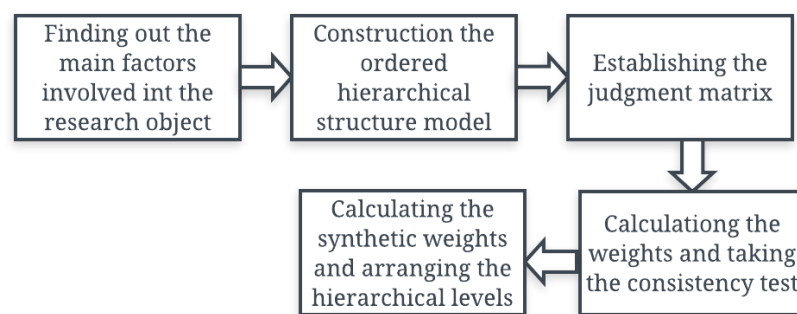 Finding out the
main factors
involved int the
research object
Construction the
ordered
hierarchical
structure model
Establishing the
judgment matrix
Calculationg the
weights and taking
the consistency test
Calculating the
synthetic weights
and arranging the
hierarchical levels